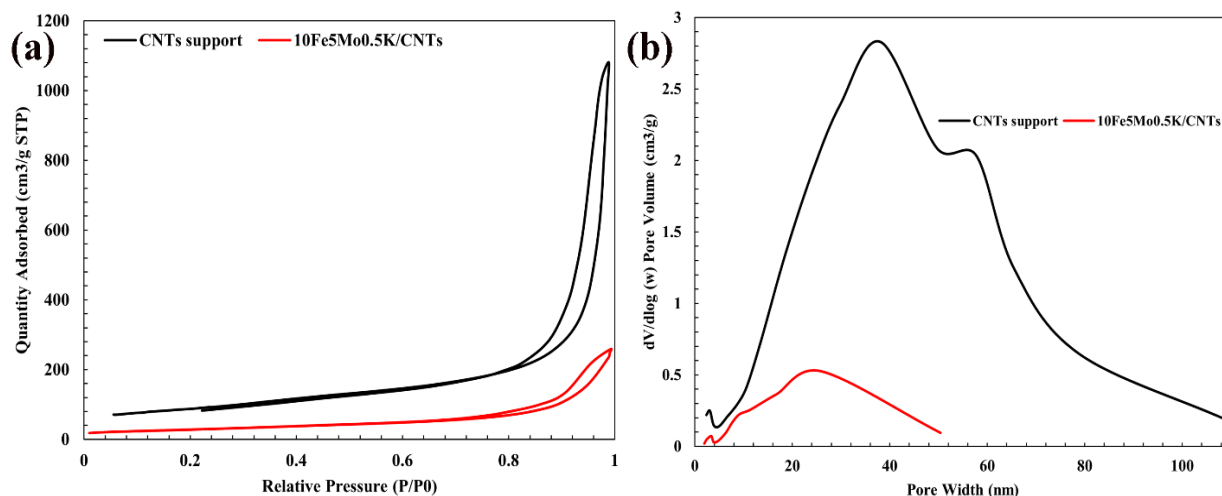 (a)
CNTs support
10Fe5Mo0.5K/CNTs
Quantity Adsorbed (cm3/g STP)
1200
1000
800
600
400
200
0
0 0.2 0.4 0.6 0.8 1
Relative Pressure (P/P0)
(b)
CNTs support
10Fe5Mo0.5K/CNTs
dV/dlog (w) Pore Volume (cm3/g)
3
2.5
2
1.5
1
0.5
0
0 20 40 60 80 100
Pore Width (nm)